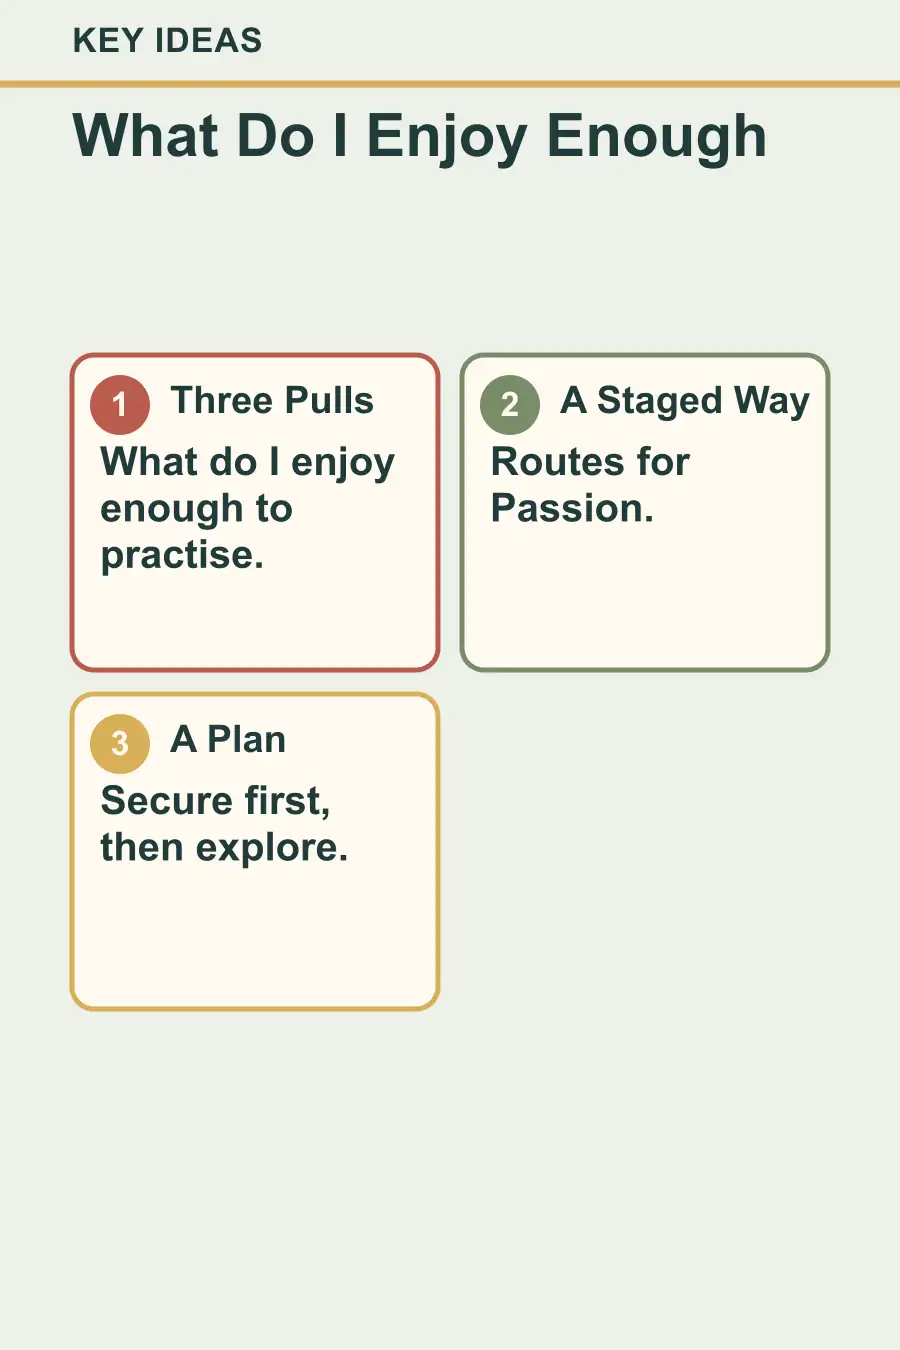 KEY IDEAS
What Do I Enjoy Enough
1 Three Pulls
What do I enjoy
enough to
practise.
2 A Staged Way
Routes for
Passion.
3 A Plan
Secure first,
then explore.